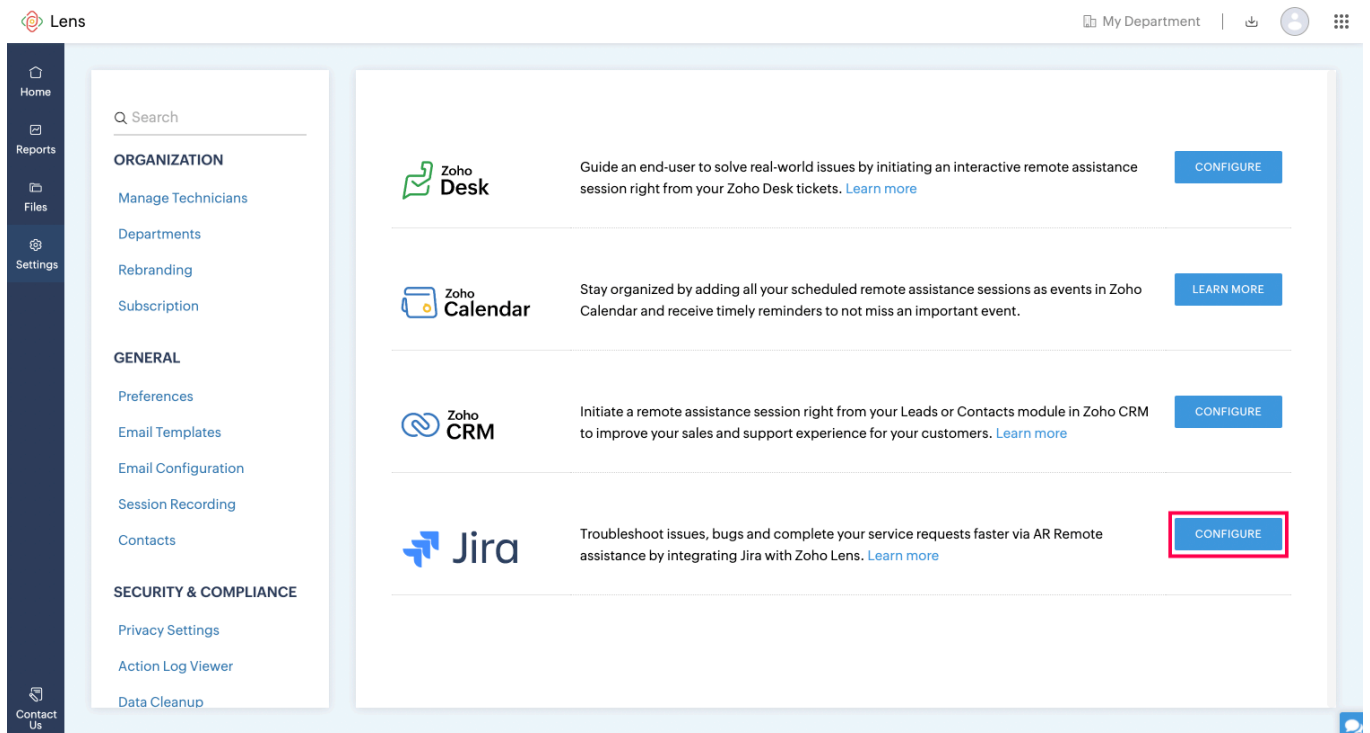 Lens
My Department
Home
Reports
Files
Settings
Contact
Us
Search
ORGANIZATION
Manage Technicians
Departments
Rebranding
Subscription
GENERAL
Preferences
Email Templates
Email Configuration
Session Recording
Contacts
SECURITY & COMPLIANCE
Privacy Settings
Action Log Viewer
Data Cleanup
Zoho
Desk
Guide an end-user to solve real-world issues by initiating an interactive remote assistance
session right from your Zoho Desk tickets. Learn more
CONFIGURE
Zoho
Calendar
Stay organized by adding all your scheduled remote assistance sessions as events in Zoho
Calendar and receive timely reminders to not miss an important event.
LEARN MORE
Zoho
CRM
Initiate a remote assistance session right from your Leads or Contacts module in Zoho CRM
to improve your sales and support experience for your customers. Learn more
CONFIGURE
Jira
Troubleshoot issues, bugs and complete your service requests faster via AR Remote
assistance by integrating Jira with Zoho Lens. Learn more
CONFIGURE